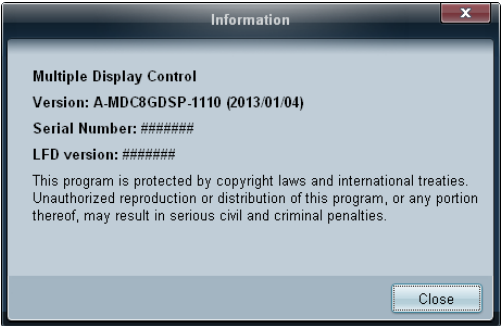 Information
x
Multiple Display Control
Version: A-MDC8GDSP-1110 (2013/01/04)
Serial Number: #######
LFD version: #######
This program is protected by copyright laws and international treaties.
Unauthorized reproduction or distribution of this program, or any portion
thereof, may result in serious civil and criminal penalties.
Close